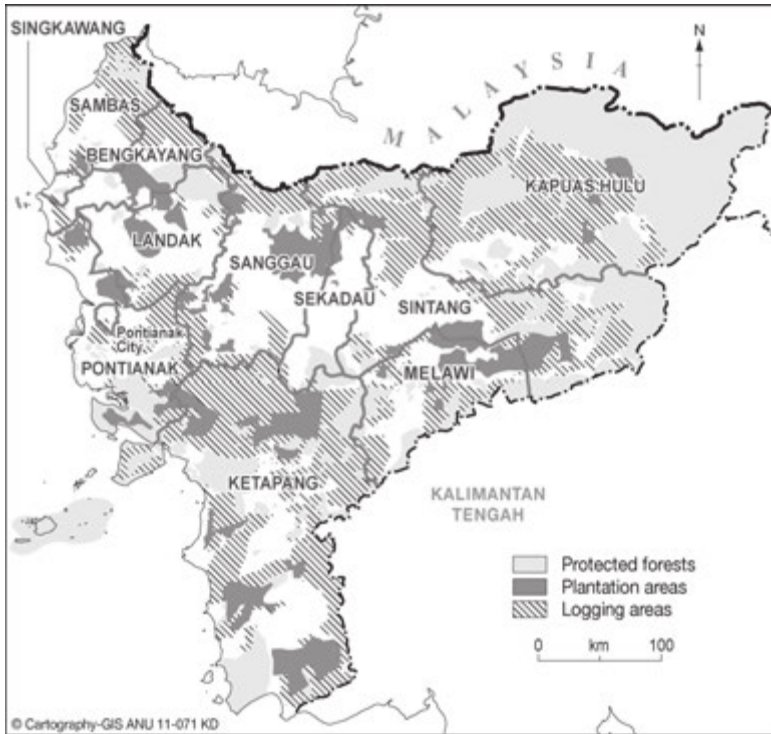 SINGKAWANG
N
MALAYSIA
SAMBAS
BENGKAYANG
KAPUAS HULU
LANDAK
SANGGAU
SEKADAU
SINTANG
Pontianak
City
PONTIANAK
MELAWI
KETAPANG
KALIMANTAN
TENGAH
Protected forests
Plantation areas
Logging areas
0 km 100
© Cartography-GIS ANU 11-071 KD